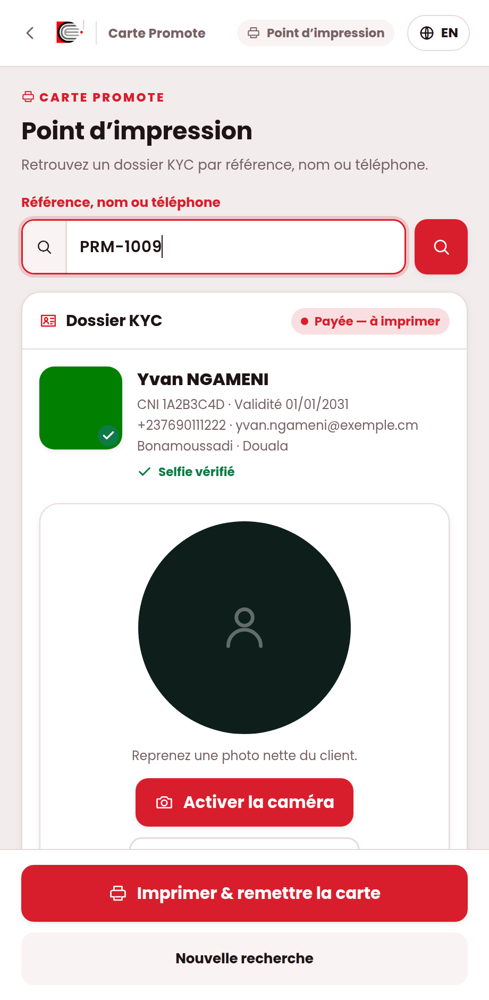 Carte Promote
Point d’impression
EN
CARTE PROMOTE
Point d’impression
Retrouvez un dossier KYC par référence, nom ou téléphone.
Référence, nom ou téléphone
PRM-1009
Dossier KYC
Payée — à imprimer
Yvan NGAMENI
CNI 1A2B3C4D · Validité 01/01/2031
+237690111222 · yvan.ngameni@exemple.cm
Bonamoussadi · Douala
Selfie vérifié
Reprenez une photo nette du client.
Activer la caméra
Imprimer & remettre la carte
Nouvelle recherche